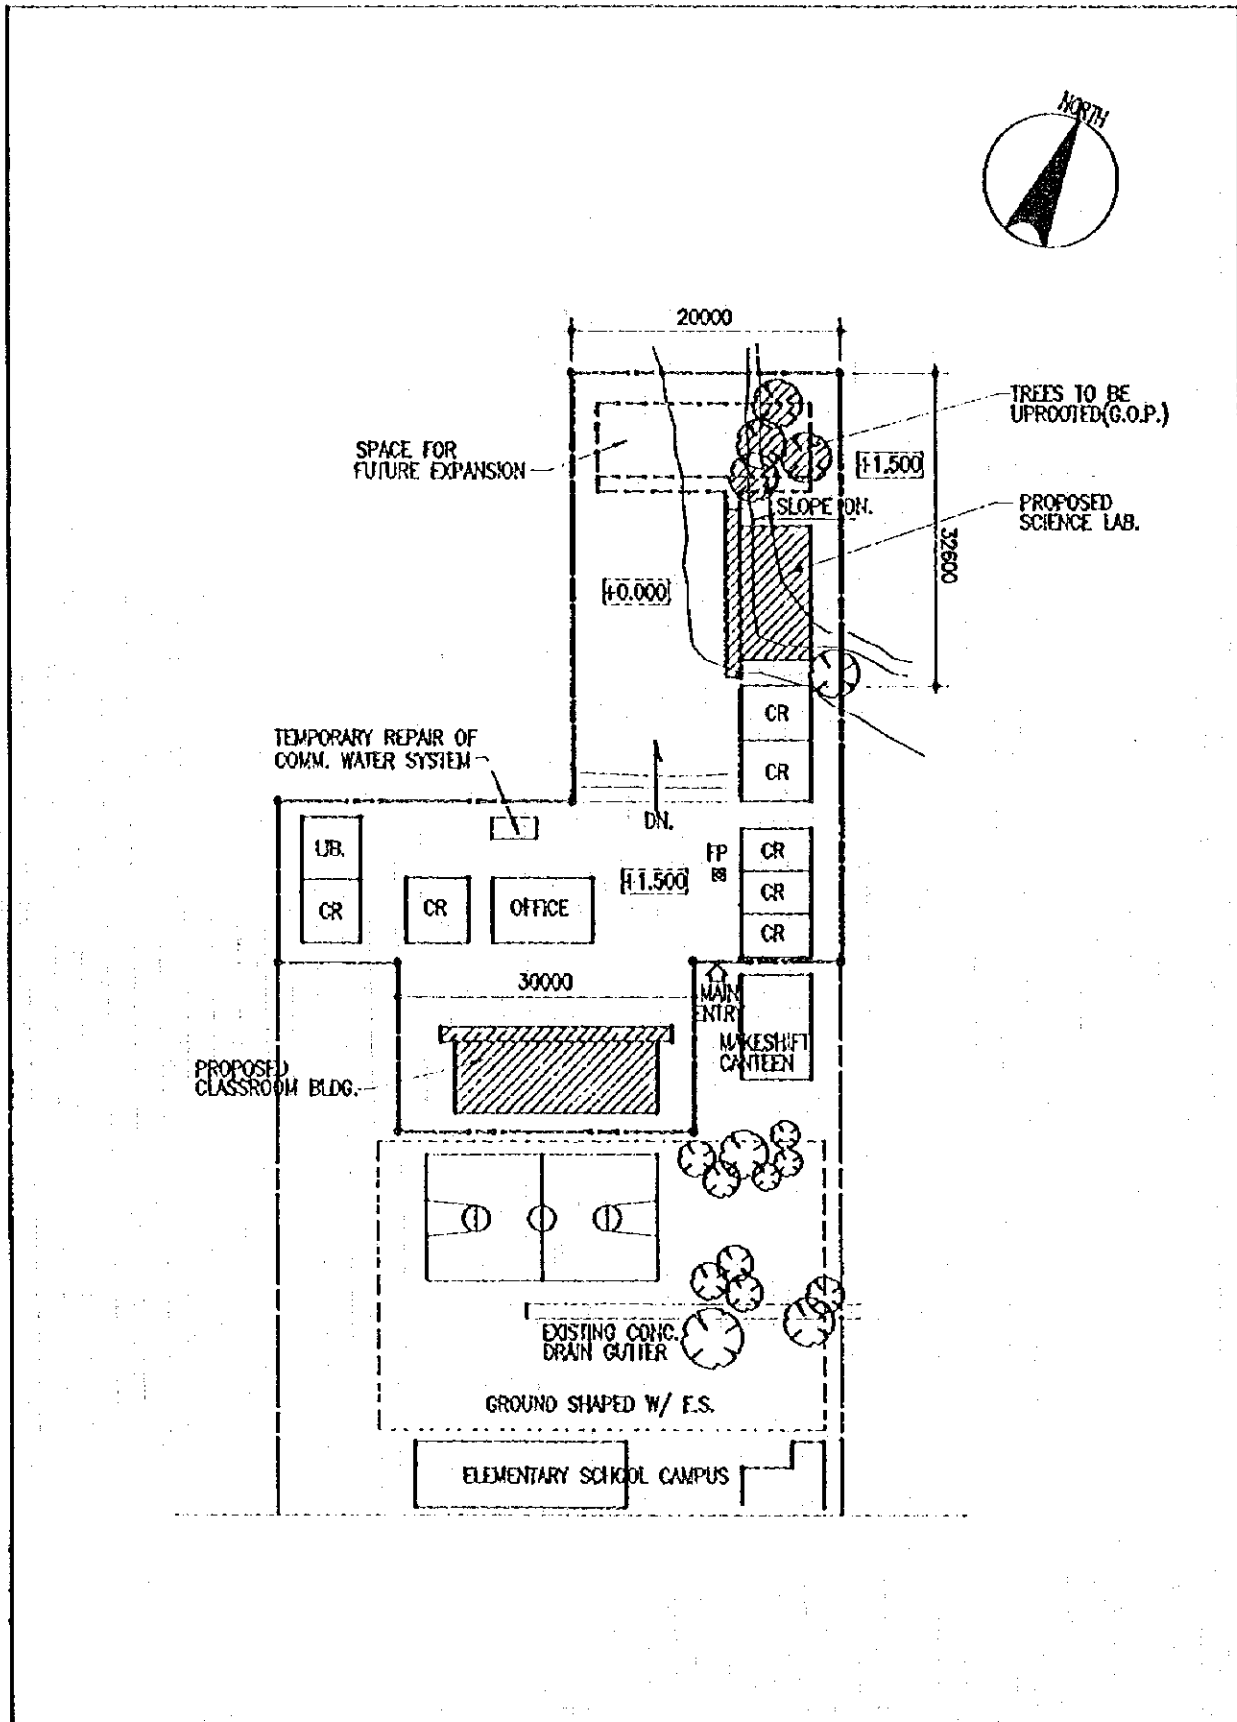 NORTH
20000
TREES TO BE
UPROOTED(G.O.P.)
SPACE FOR
FUTURE EXPANSION
+1.500
SLOPE DN.
PROPOSED
SCIENCE LAB.
32600
+0.000
CR
CR
TEMPORARY REPAIR OF
COMM. WATER SYSTEM
DN.
LIB.
CR
CR
OFFICE
+1.500
FP
CR
CR
CR
30000
MAIN
ENTRY
MAKESHIFT
CANTEEN
PROPOSED
CLASSROOM BLDG.
EXISTING CONC.
DRAIN GUTTER
GROUND SHAPED W/ E.S.
ELEMENTARY SCHOOL CAMPUS